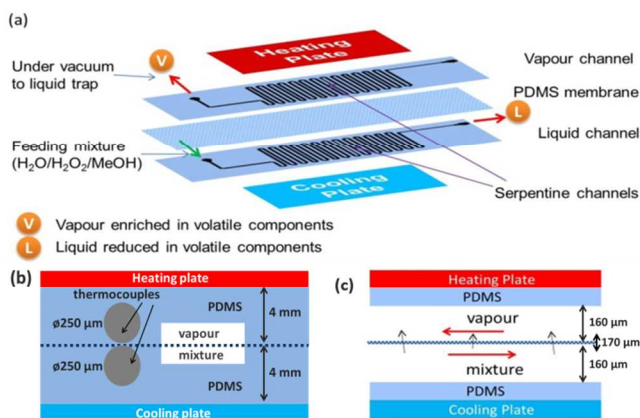 (a)
Heating
Plate
Under vacuum
to liquid trap
V
Vapour channel
PDMS membrane
Feeding mixture
(H₂O/H₂O₂/MeOH)
L
Liquid channel
Cooling
Plate
Serpentine channels
V Vapour enriched in volatile components
L Liquid reduced in volatile components
(b)
Heating plate
thermocouples
PDMS
4 mm
ø250 µm
vapour
mixture
ø250 µm
PDMS
4 mm
Cooling plate
(c)
Heating Plate
PDMS
vapour
160 µm
170 µm
mixture
160 µm
PDMS
Cooling Plate